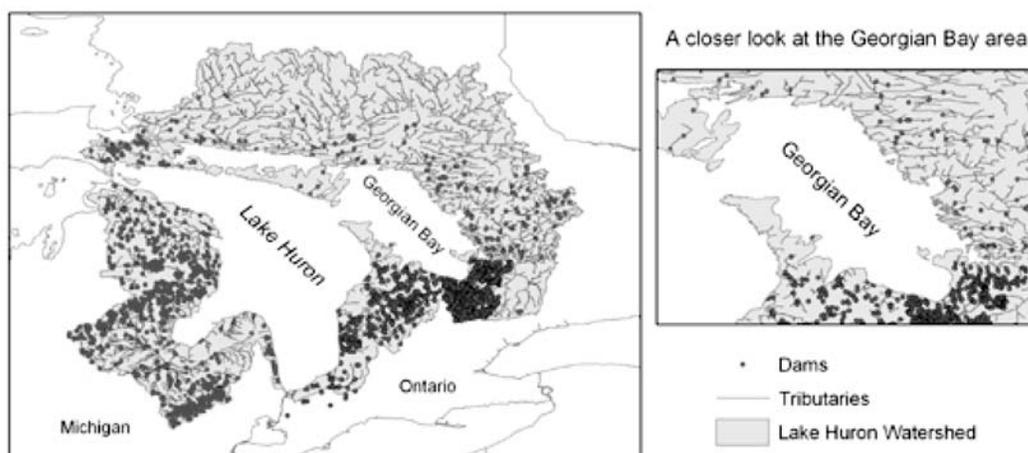 Lake Huron
Georgian Bay
Ontario
Michigan
A closer look at the Georgian Bay area
Georgian Bay
Dams
Tributaries
Lake Huron Watershed